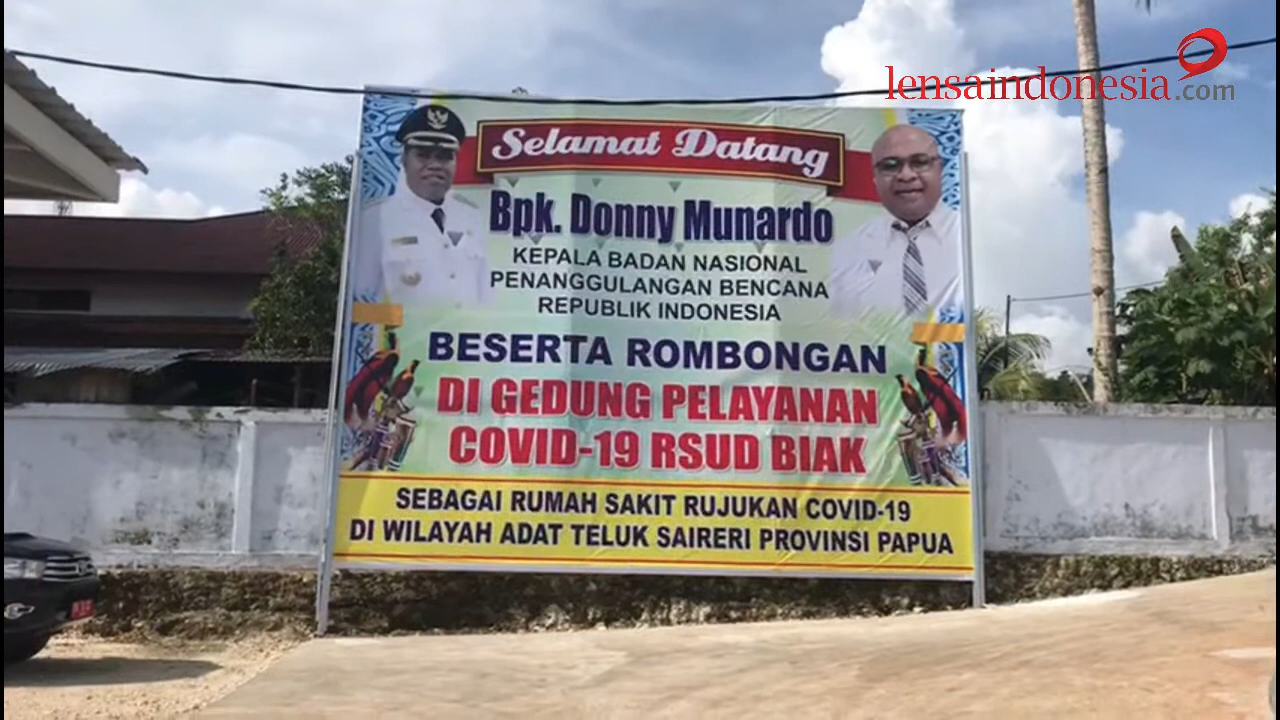 lensaindonesia.com
Selamat Datang
Bpk. Donny Munardo
KEPALA BADAN NASIONAL
PENANGGULANGAN BENCANA
REPUBLIK INDONESIA
BESERTA ROMBONGAN
DI GEDUNG PELAYANAN
COVID-19 RSUD BIAK
SEBAGAI RUMAH SAKIT RUJUKAN COVID-19
DI WILAYAH ADAT TELUK SAIRERI PROVINSI PAPUA